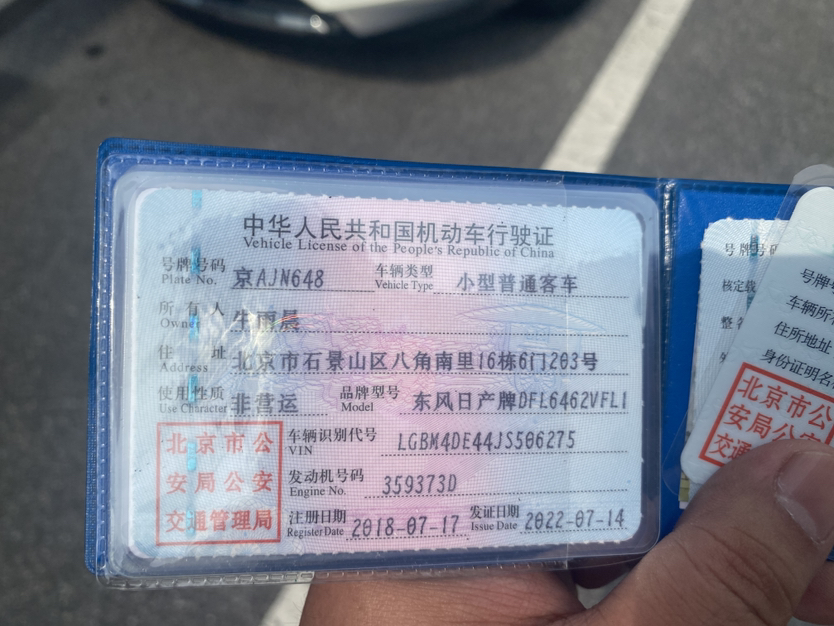 中华人民共和国机动车行驶证
Vehicle License of the People's Republic of China
号牌号码 京AJN648 车辆类型 小型普通客车
Plate No. Vehicle Type
所有人 牛雨晨
Owner
住址 北京市石景山区八角南里16栋6门203号
Address
使用性质 非营运 品牌型号 东风日产牌DFL6462VFL1
Use Character Model
北京市公
安局公安
交通管理局
车辆识别代号 LGBM4DE44JS506275
VIN
发动机号码 359373D
Engine No.
注册日期 2018-07-17 发证日期 2022-07-14
Register Date Issue Date
号牌号码
核定载
号牌号
车辆所
住所地址
身份证明名
北京市公
安局公安
交通